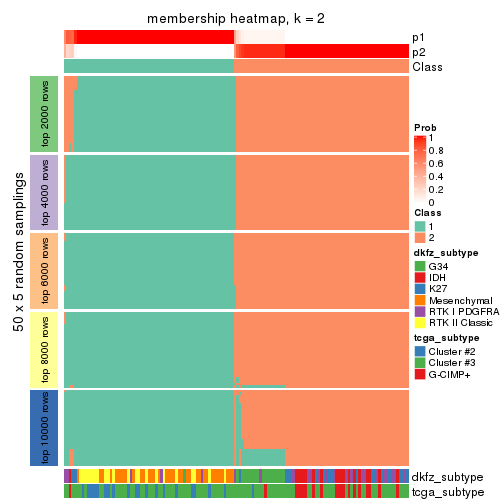 membership heatmap, k = 2
p1
p2
Class
50 x 5 random samplings
top 2000 rows
top 4000 rows
top 6000 rows
top 8000 rows
top 10000 rows
dkfz_subtype
tcga_subtype
Prob
1
0.8
0.6
0.4
0.2
0
Class
1
2
dkfz_subtype
G34
IDH
K27
Mesenchymal
RTK I PDGFRA
RTK II Classic
tcga_subtype
Cluster #2
Cluster #3
G-CIMP+